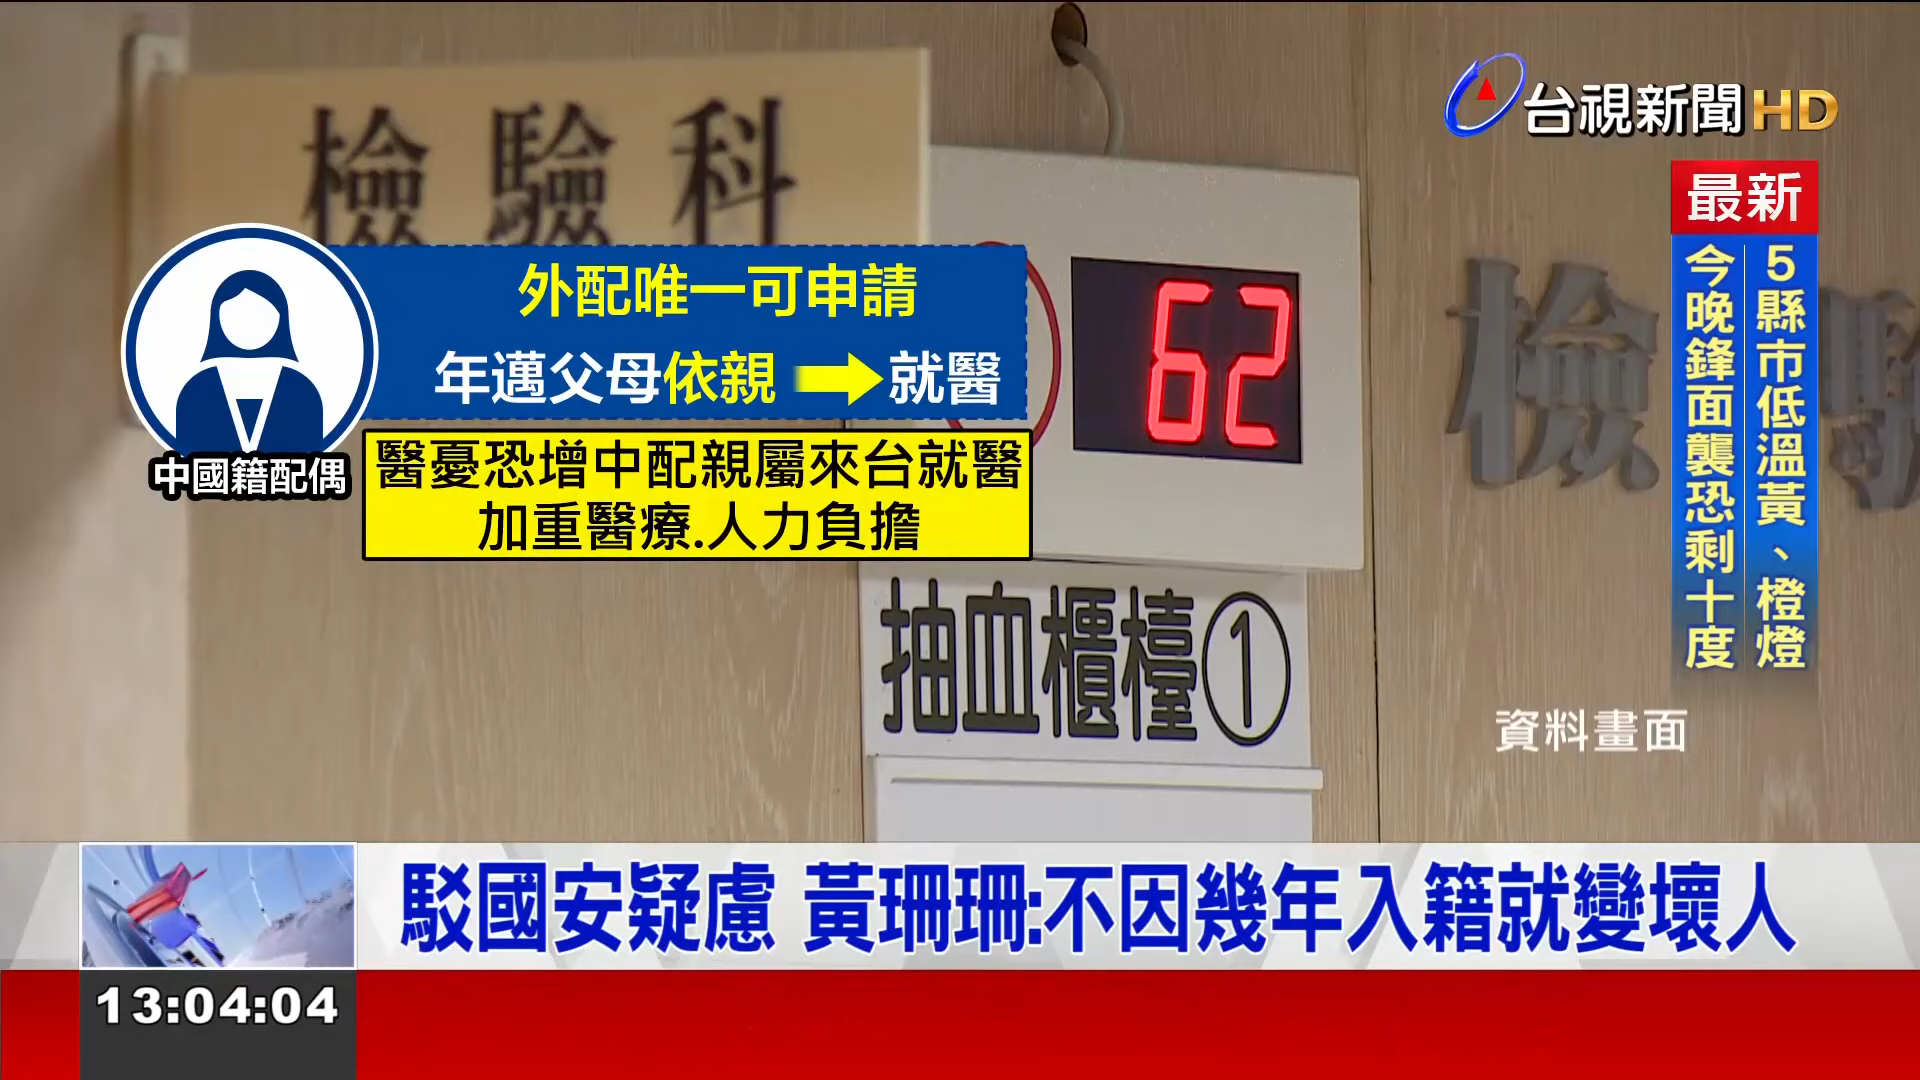 檢驗科
台視新聞HD
最新
5縣市低溫黃、橙燈
今晚鋒面襲恐剩十度
外配唯一可申請
年邁父母依親➡就醫
中國籍配偶
醫憂恐增中配親屬來台就醫
加重醫療.人力負擔
62
檢驗
抽血櫃檯①
資料畫面
駁國安疑慮 黃珊珊:不因幾年入籍就變壞人
13:04:04